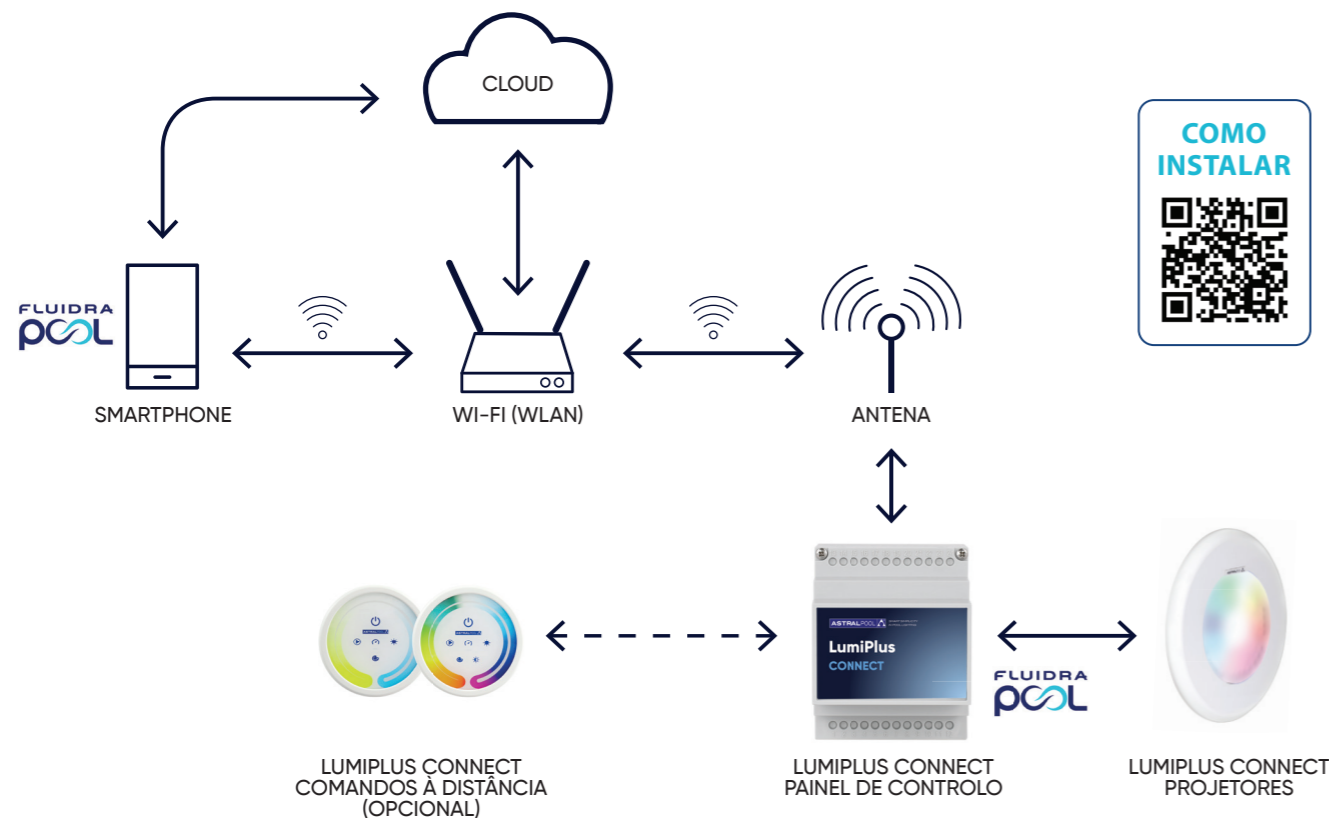 CLOUD
COMO
INSTALAR
FLUIDRA
POOL
SMARTPHONE
WI-FI (WLAN)
ANTENA
ASTRALPOOL
LumiPlus
CONNECT
FLUIDRA
POOL
LUMIPLUS CONNECT
COMANDOS À DISTÂNCIA
(OPCIONAL)
LUMIPLUS CONNECT
PAINEL DE CONTROLO
LUMIPLUS CONNECT
PROJETORES